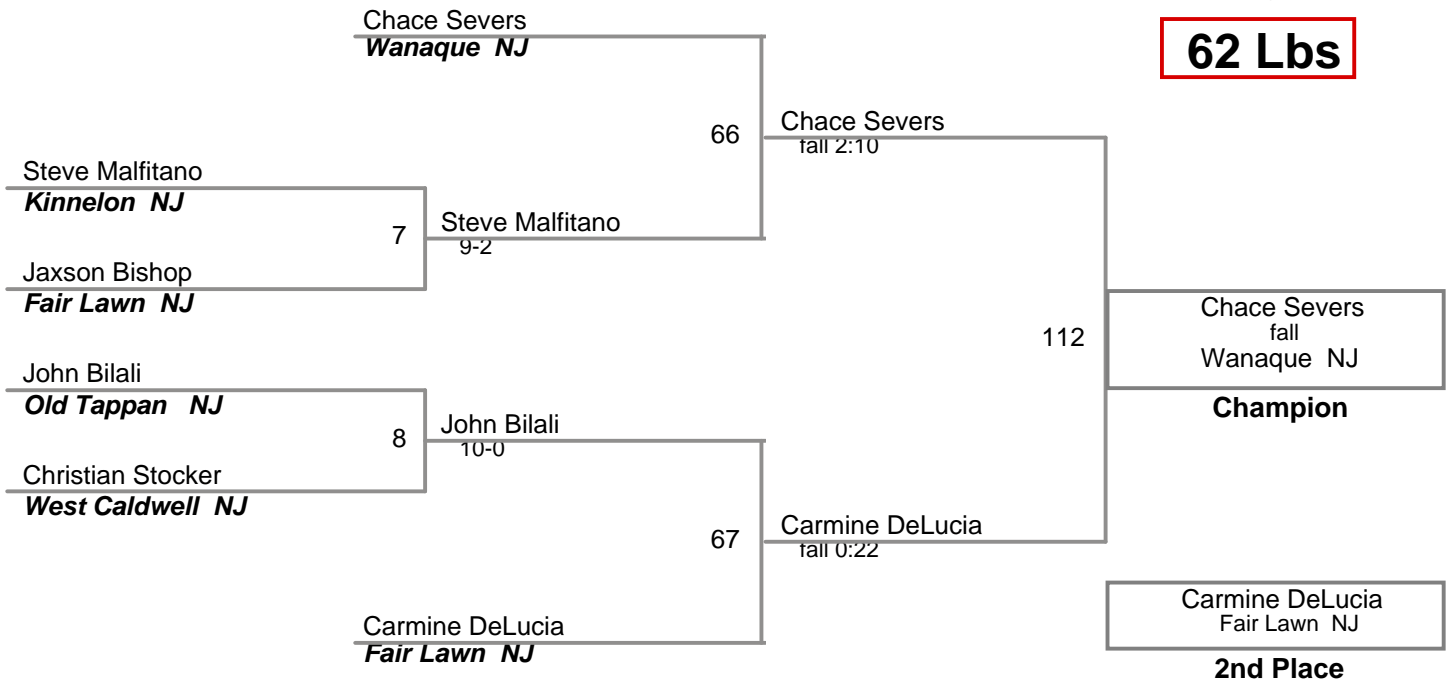 Chace Severs
Wanaque NJ
62 Lbs
66
Chace Severs
fall 2:10
Steve Malfitano
Kinnelon NJ
7
Steve Malfitano
9-2
Jaxson Bishop
Fair Lawn NJ
112
Chace Severs
fall
Wanaque NJ
Champion
John Bilali
Old Tappan NJ
8
John Bilali
10-0
Christian Stocker
West Caldwell NJ
67
Carmine DeLucia
fall 0:22
Carmine DeLucia
Fair Lawn NJ
Carmine DeLucia
Fair Lawn NJ
2nd Place